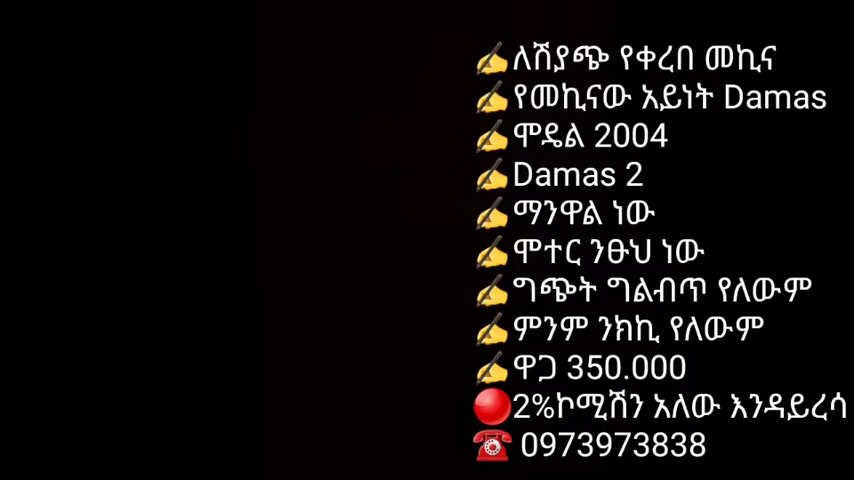 ✍ለሽያጭ የቀረበ መኪና
✍የመኪናው አይነት Damas
✍ሞዴል 2004
✍Damas 2
✍ማንዋል ነው
✍ሞተር ንፁህ ነው
✍ግጭት ግልብጥ የለውም
✍ምንም ንክኪ የለውም
✍ዋጋ 350.000
🔴2%ኮሚሽን አለው እንዳይረሳ
☎ 0973973838